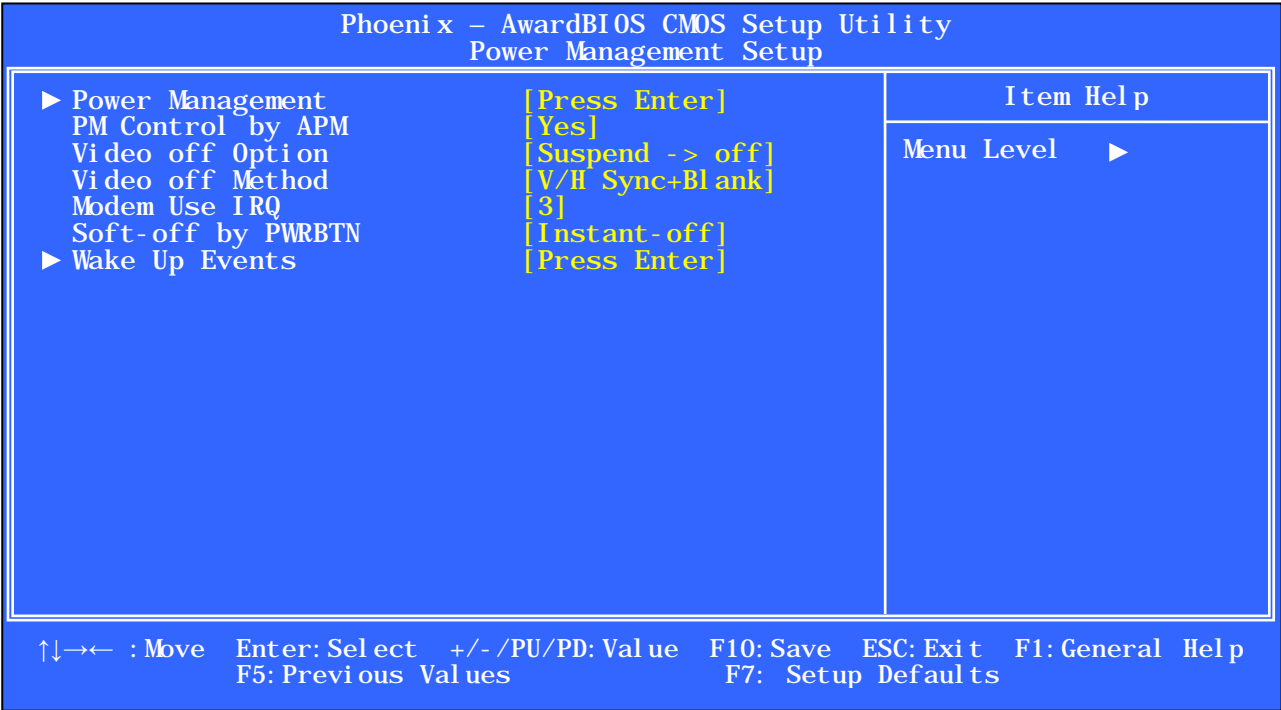 Phoenix – AwardBIOS CMOS Setup Utility
Power Management Setup
► Power Management [Press Enter]
PM Control by APM [Yes]
Video off Option [Suspend -> off]
Video off Method [V/H Sync+Blank]
Modem Use IRQ [3]
Soft-off by PWRBTN [Instant-off]
► Wake Up Events [Press Enter]
Item Help
Menu Level ►
↑↓→← :Move Enter:Select +/-/PU/PD:Value F10:Save ESC:Exit F1:General Help
F5:Previous Values F7: Setup Defaults